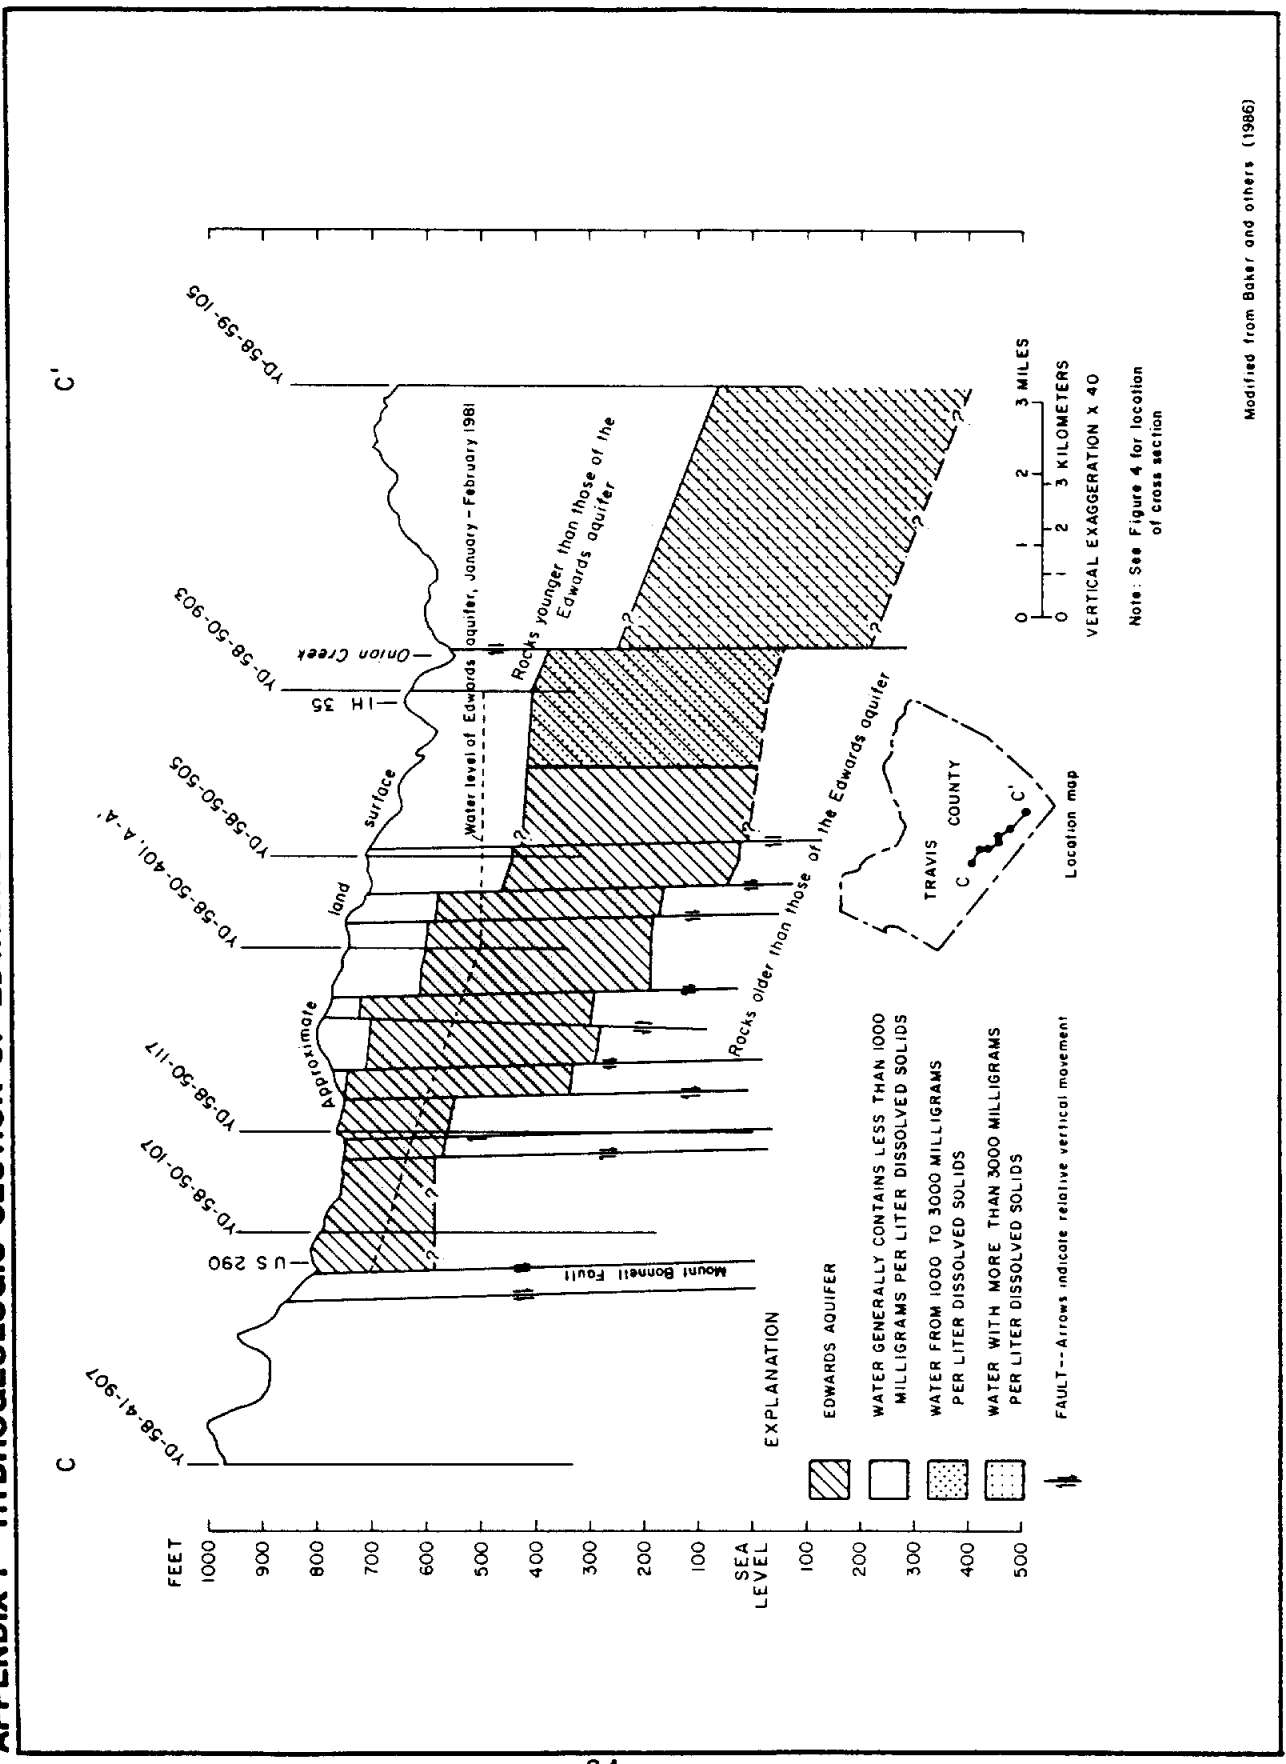 C
C'
YD-58-41-907
U S 290
YD-58-50-107
YD-58-50-117
YD-58-50-401, A-A'
YD-58-50-505
IH 35
YD-58-50-903
Onion Creek
YD-58-59-105
FEET
1000
900
800
700
600
500
400
300
200
100
SEA
LEVEL
100
200
300
400
500
Approximate land surface
Water level of Edwards aquifer, January - February 1981
Rocks younger than those of the
Edwards aquifer
Rocks older than those of the Edwards aquifer
Mount Bonnell Fault
?
?
?
?
?
?
?
?
?
?
?
EXPLANATION
EDWARDS AQUIFER
WATER GENERALLY CONTAINS LESS THAN 1000
MILLIGRAMS PER LITER DISSOLVED SOLIDS
WATER FROM 1000 TO 3000 MILLIGRAMS
PER LITER DISSOLVED SOLIDS
WATER WITH MORE THAN 3000 MILLIGRAMS
PER LITER DISSOLVED SOLIDS
FAULT--Arrows indicate relative vertical movement
TRAVIS
COUNTY
C
C'
Location map
0 1 2 3 MILES
0 1 2 3 KILOMETERS
VERTICAL EXAGGERATION X 40
Note: See Figure 4 for location
of cross section
Modified from Baker and others (1986)